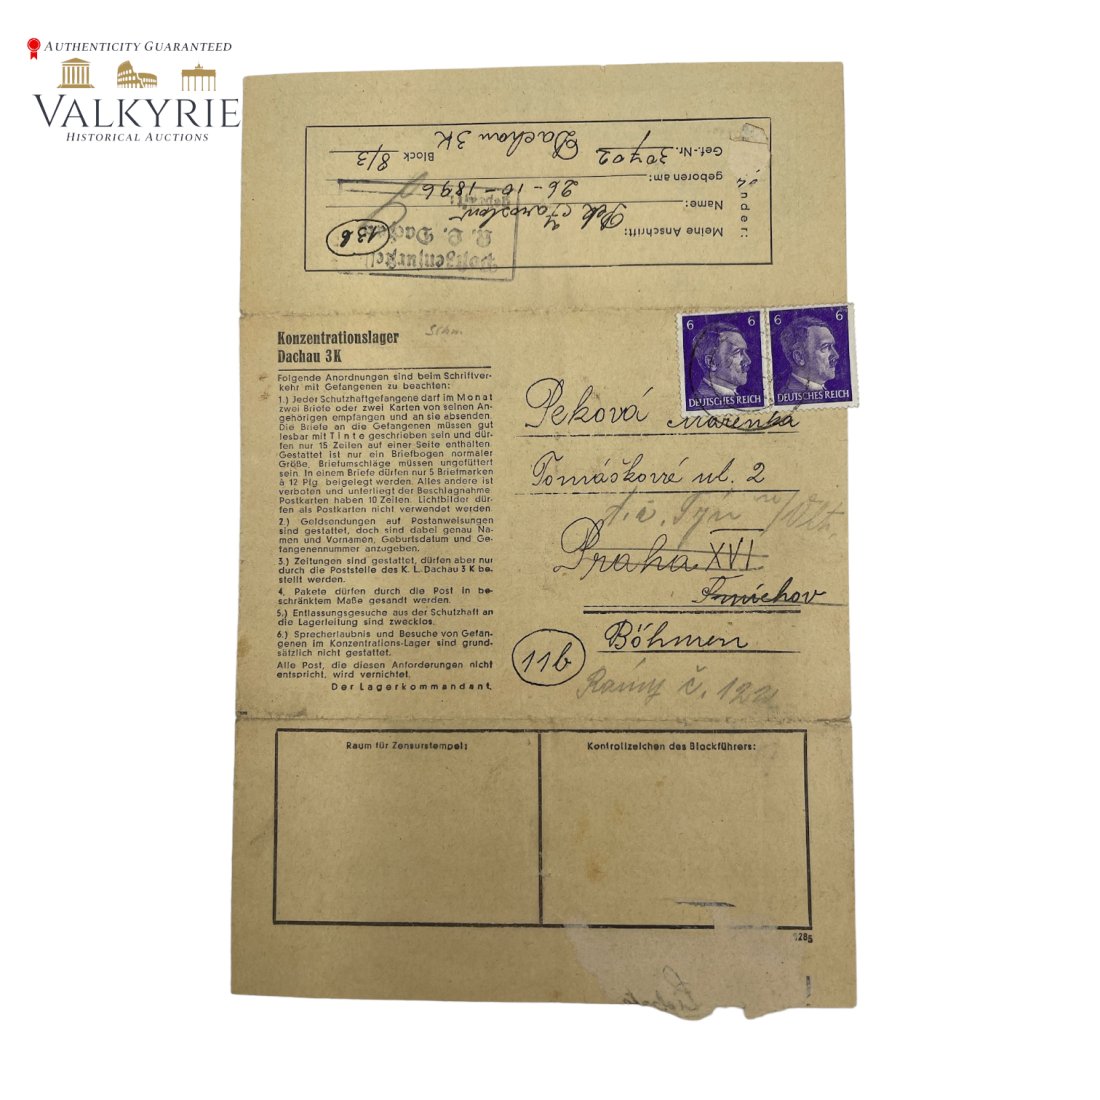 AUTHENTICITY GUARANTEED
VALKYRIE
HISTORICAL AUCTIONS
Meine Anschrift:
Name: Pek Jaroslav
geboren am: 26-10-1896
Gef.-Nr. 30702 Block 8/3
Dachau 3K
Postzensurstelle
K. L. Dachau
geprüft:
13b
Konzentrationslager
Dachau 3K
Folgende Anordnungen sind beim Schriftver-
kehr mit Gefangenen zu beachten:
1.) Jeder Schutzhaftgefangene darf im Monat
zwei Briefe oder zwei Karten von seinen An-
gehörigen empfangen und an sie absenden.
Die Briefe an die Gefangenen müssen gut
lesbar mit Tinte geschrieben sein und dür-
fen nur 15 Zeilen auf einer Seite enthalten.
Gestattet ist nur ein Briefbogen normaler
Größe. Briefumschläge müssen ungefüttert
sein. In einem Briefe dürfen nur 5 Briefmarken
à 12 Pfg. beigelegt werden. Alles andere ist
verboten und unterliegt der Beschlagnahme.
Postkarten haben 10 Zeilen. Lichtbilder dür-
fen als Postkarten nicht verwendet werden.
2.) Geldsendungen auf Postanweisungen
sind gestattet, doch sind dabei genau Na-
men und Vornamen, Geburtsdatum und Ge-
fangenennummer anzugeben.
3.) Zeitungen sind gestattet, dürfen aber nur
durch die Poststelle des K. L. Dachau 3 K be-
stellt werden.
4. Pakete dürfen durch die Post in be-
schränktem Maße gesandt werden.
5.) Entlassungsgesuche aus der Schutzhaft an
die Lagerleitung sind zwecklos.
6.) Sprecherlaubnis und Besuche von Gefan-
genen im Konzentrations-Lager sind grund-
sätzlich nicht gestattet.
Alle Post, die diesen Anforderungen nicht
entspricht, wird vernichtet.
Der Lagerkommandant.
6 6
DEUTSCHES REICH DEUTSCHES REICH
Peková Marenka
Tomáškové ul. 2
Týn Vlt.
Praha XVI
Smichov
Böhmen
11b
Raum für Zensurstempel:
Kontrollzeichen des Blockführers:
1285